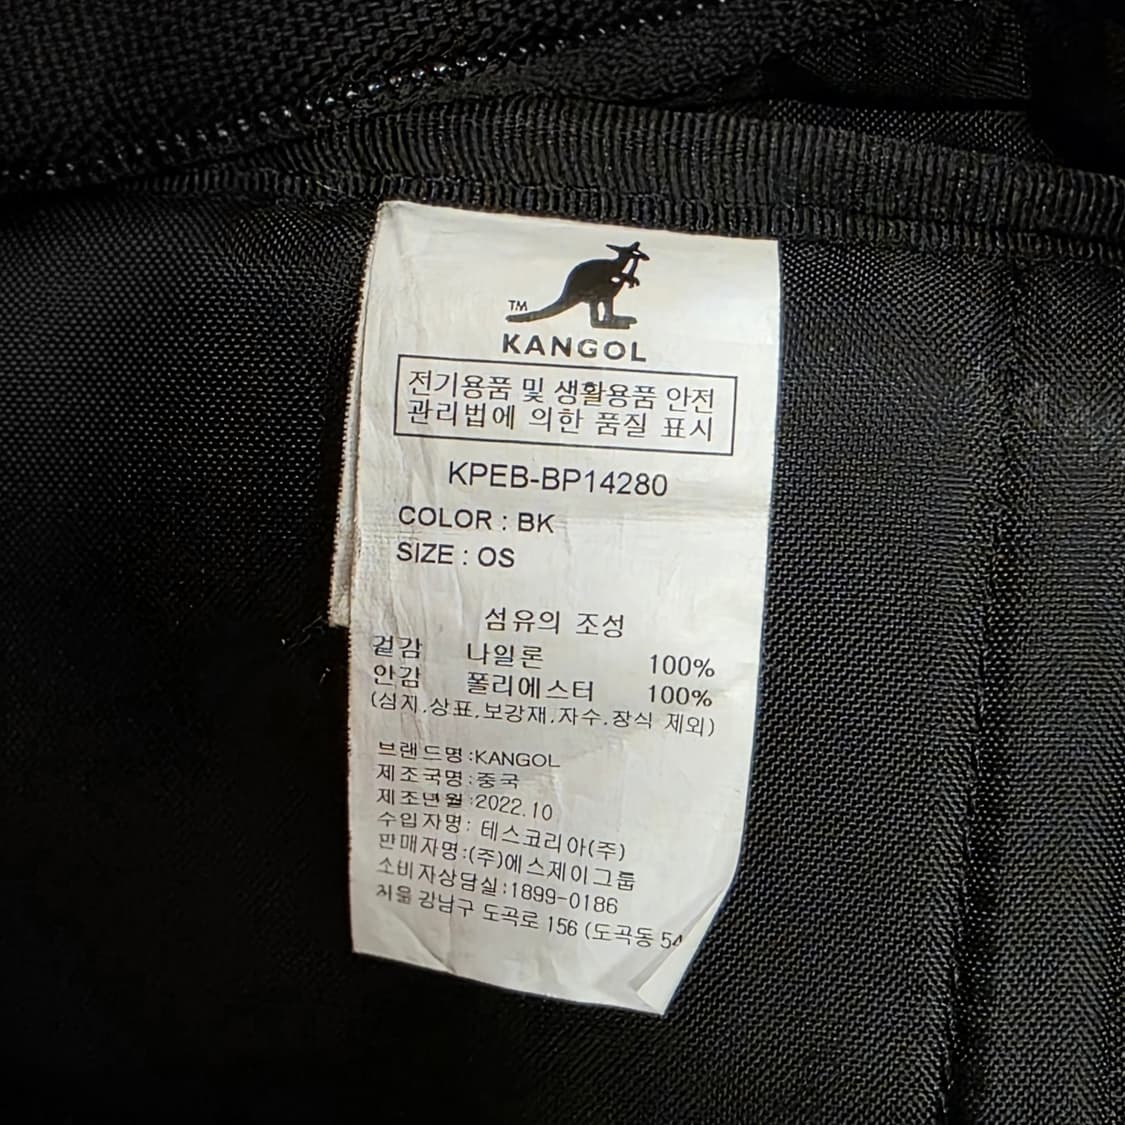 TM
KANGOL
전기용품 및 생활용품 안전
관리법에 의한 품질 표시
KPEB-BP14280
COLOR : BK
SIZE : OS
섬유의 조성
겉감 나일론 100%
안감 폴리에스터 100%
(심지,상표,보강재,자수,장식 제외)
브랜드명:KANGOL
제조국명:중국
제조년월:2022.10
수입자명: 테스코리아(주)
판매자명:(주)에스제이그룹
소비자상담실:1899-0186
서울 강남구 도곡로 156 (도곡동 54